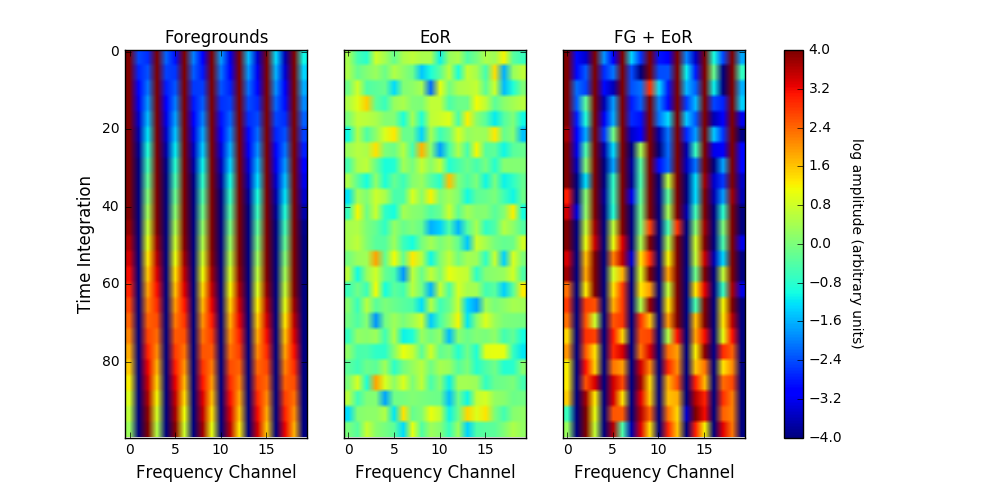 Foregrounds
EoR
FG + EoR
Time Integration
0
20
40
60
80
0 5 10 15
0 5 10 15
0 5 10 15
Frequency Channel
Frequency Channel
Frequency Channel
4.0
3.2
2.4
1.6
0.8
0.0
−0.8
−1.6
−2.4
−3.2
−4.0
log amplitude (arbitrary units)